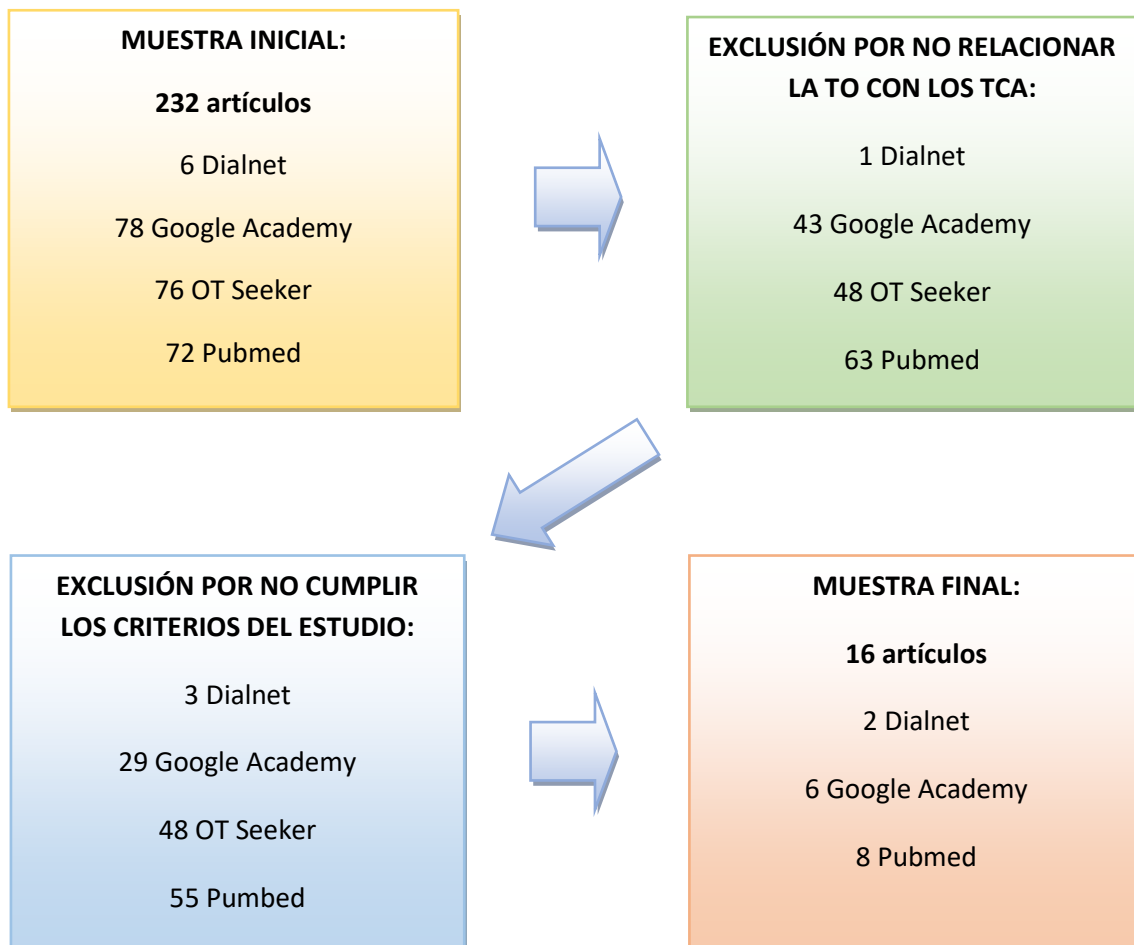 MUESTRA INICIAL:
232 artículos
6 Dialnet
78 Google Academy
76 OT Seeker
72 Pubmed
EXCLUSIÓN POR NO RELACIONAR
LA TO CON LOS TCA:
1 Dialnet
43 Google Academy
48 OT Seeker
63 Pubmed
EXCLUSIÓN POR NO CUMPLIR
LOS CRITERIOS DEL ESTUDIO:
3 Dialnet
29 Google Academy
48 OT Seeker
55 Pumbed
MUESTRA FINAL:
16 artículos
2 Dialnet
6 Google Academy
8 Pubmed